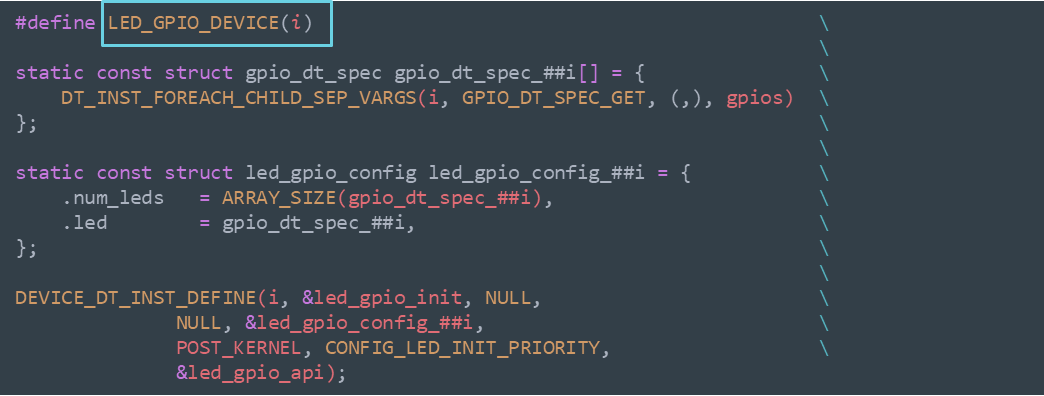 #define LED_GPIO_DEVICE(i) \
\
static const struct gpio_dt_spec gpio_dt_spec_##i[] = { \
    DT_INST_FOREACH_CHILD_SEP_VARGS(i, GPIO_DT_SPEC_GET, (,), gpios) \
}; \
\
static const struct led_gpio_config led_gpio_config_##i = { \
    .num_leds   = ARRAY_SIZE(gpio_dt_spec_##i), \
    .led        = gpio_dt_spec_##i, \
}; \
\
DEVICE_DT_INST_DEFINE(i, &led_gpio_init, NULL, \
              NULL, &led_gpio_config_##i, \
              POST_KERNEL, CONFIG_LED_INIT_PRIORITY, \
              &led_gpio_api);